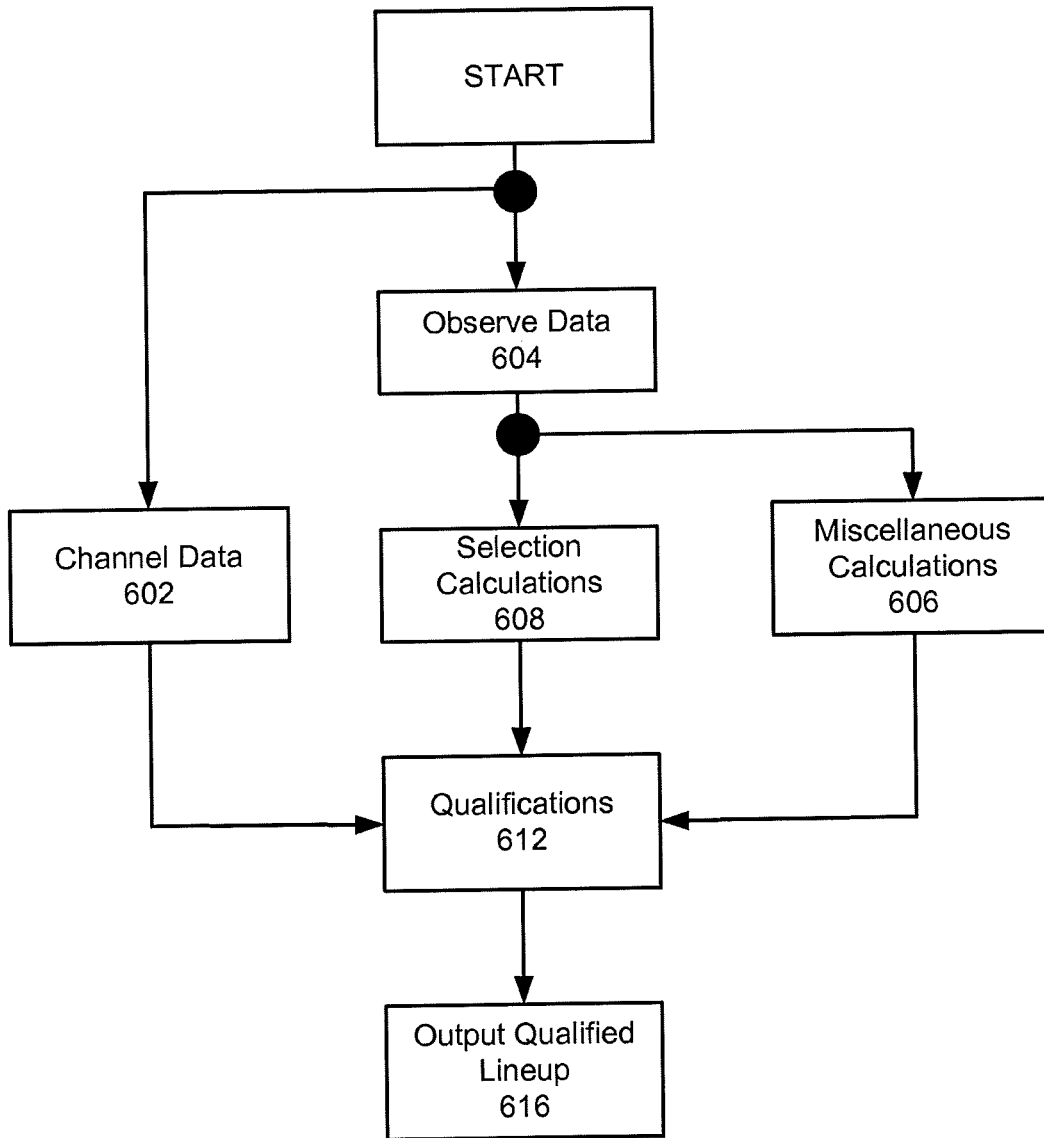 START
Observe Data
604
Channel Data
602
Selection
Calculations
608
Miscellaneous
Calculations
606
Qualifications
612
Output Qualified
Lineup
616